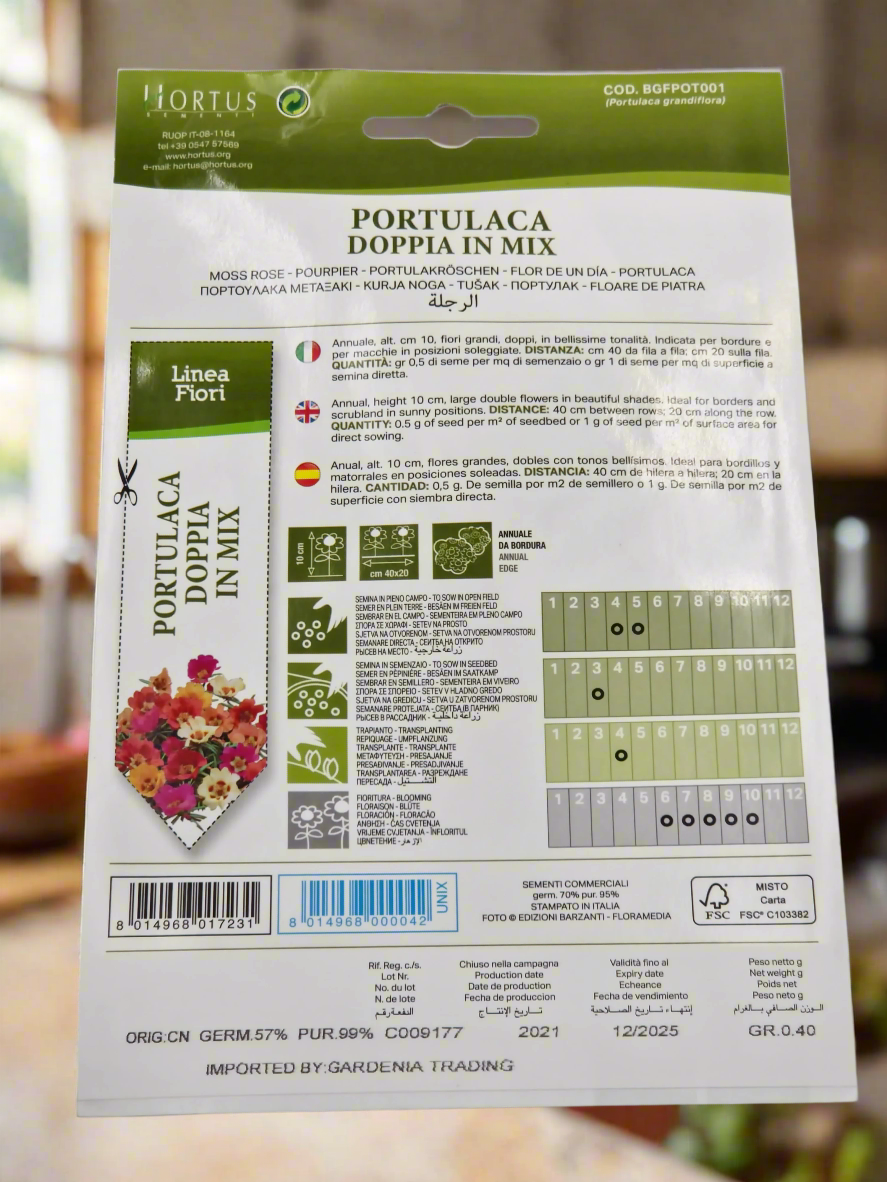 HORTUS
SEMENTI
RUOP IT-08-1164
tel +39 0547 57569
www.hortus.org
e-mail: hortus@hortus.org
COD. BGFPOT001
(Portulaca grandiflora)
PORTULACA
DOPPIA IN MIX
MOSS ROSE - POURPIER - PORTULAKRÖSCHEN - FLOR DE UN DÍA - PORTULACA
ΠΟΡΤΟΥΛΑΚΑ ΜΕΤΑΞΑΚΙ - KURJA NOGA - TUŠAK - ПОРТУЛАК - FLOARE DE PIATRA
الرجلة
Linea
Fiori
PORTULACA
DOPPIA
IN MIX
Annuale, alt. cm 10, fiori grandi, doppi, in bellissime tonalità. Indicata per bordure e
per macchie in posizioni soleggiate. DISTANZA: cm 40 da fila a fila; cm 20 sulla fila.
QUANTITÀ: gr 0,5 di seme per mq di semenzaio o gr 1 di seme per mq di superficie a
semina diretta.
Annual, height 10 cm, large double flowers in beautiful shades. Ideal for borders and
scrubland in sunny positions. DISTANCE: 40 cm between rows; 20 cm along the row.
QUANTITY: 0.5 g of seed per m² of seedbed or 1 g of seed per m² of surface area for
direct sowing.
Anual, alt. 10 cm, flores grandes, dobles con tonos bellísimos. Ideal para bordillos y
matorrales en posiciones soleadas. DISTANCIA: 40 cm de hilera a hilera; 20 cm en la
hilera. CANTIDAD: 0,5 g. De semilla por m2 de semillero o 1 g. De semilla por m2 de
superficie con siembra directa.
10 cm
cm 40x20
ANNUALE
DA BORDURA
ANNUAL
EDGE
SEMINA IN PIENO CAMPO - TO SOW IN OPEN FIELD
SEMER EN PLEIN TERRE - BESÄEN IM FREIEN FELD
SEMBRAR EN EL CAMPO - SEMENTEIRA EM PLENO CAMPO
ΣΠΟΡΑ ΣΕ ΧΩΡΑΦΙ - SETEV NA PROSTO
SJETVA NA OTVORENOM - SETVA NA OTVORENOM PROSTORU
SEMANARE DIRECTA - СЕИТБА НА ОТКРИТО
РЫСЕВ НА МЕСТО - زراعة خارجية
1 2 3 4 5 6 7 8 9 10 11 12
SEMINA IN SEMENZAIO - TO SOW IN SEEDBED
SEMER EN PÉPINIÈRE - BESÄEN IM SAATKAMP
SEMBRAR EN SEMILLERO - SEMENTEIRA EM VIVEIRO
ΣΠΟΡΑ ΣΕ ΣΠΟΡΕΙΟ - SETEV V HLADNO GREDO
SJETVA NA GREDICU - SETVA U ZATVORENOM PROSTORU
SEMANARE PROTEJATA - СЕИТБА (В ПАРНИК)
РЫСЕВ В РАССАДНИК - زراعة داخلية
1 2 3 4 5 6 7 8 9 10 11 12
TRAPIANTO - TRANSPLANTING
REPIQUAGE - UMPFLANZUNG
TRANSPLANTE - TRANSPLANTE
ΜΕΤΑΦΥΤΕΥΣΗ - PRESAJANJE
PRESAĐIVANJE - PRESADJIVANJE
TRANSPLANTAREA - РАЗРЕЖДАНЕ
ПЕРЕСАДА - التشتيل
1 2 3 4 5 6 7 8 9 10 11 12
FIORITURA - BLOOMING
FLORAISON - BLÜTE
FLORACIÓN - FLORACÃO
ΑΝΘΙΣΗ - ČAS CVETENJA
VRIJEME CVJETANJA - ÎNFLORITUL
ЦВНЕТЕНИЕ - الإزهار
1 2 3 4 5 6 7 8 9 10 11 12
8 014968 017231
8 014968 000042
UNIX
SEMENTI COMMERCIALI
germ. 70% pur. 95%
STAMPATO IN ITALIA
FOTO © EDIZIONI BARZANTI - FLORAMEDIA
FSC
MISTO
Carta
FSC® C103382
Rif. Reg. c./s.
Lot Nr.
No. du lot
N. de lote
Chiuso nella campagna
Production date
Date de production
Fecha de produccion
تاريخ الإنتاج
Validità fino al
Expiry date
Echeance
Fecha de vendimiento
إنتهاء تاريخ الصلاحية
Peso netto g
Net weight g
Poids net
Peso neto g
الوزن الصافي بالغرام
ORIG:CN GERM.57% PUR.99% C009177 2021 12/2025 GR.0.40
IMPORTED BY:GARDENIA TRADING